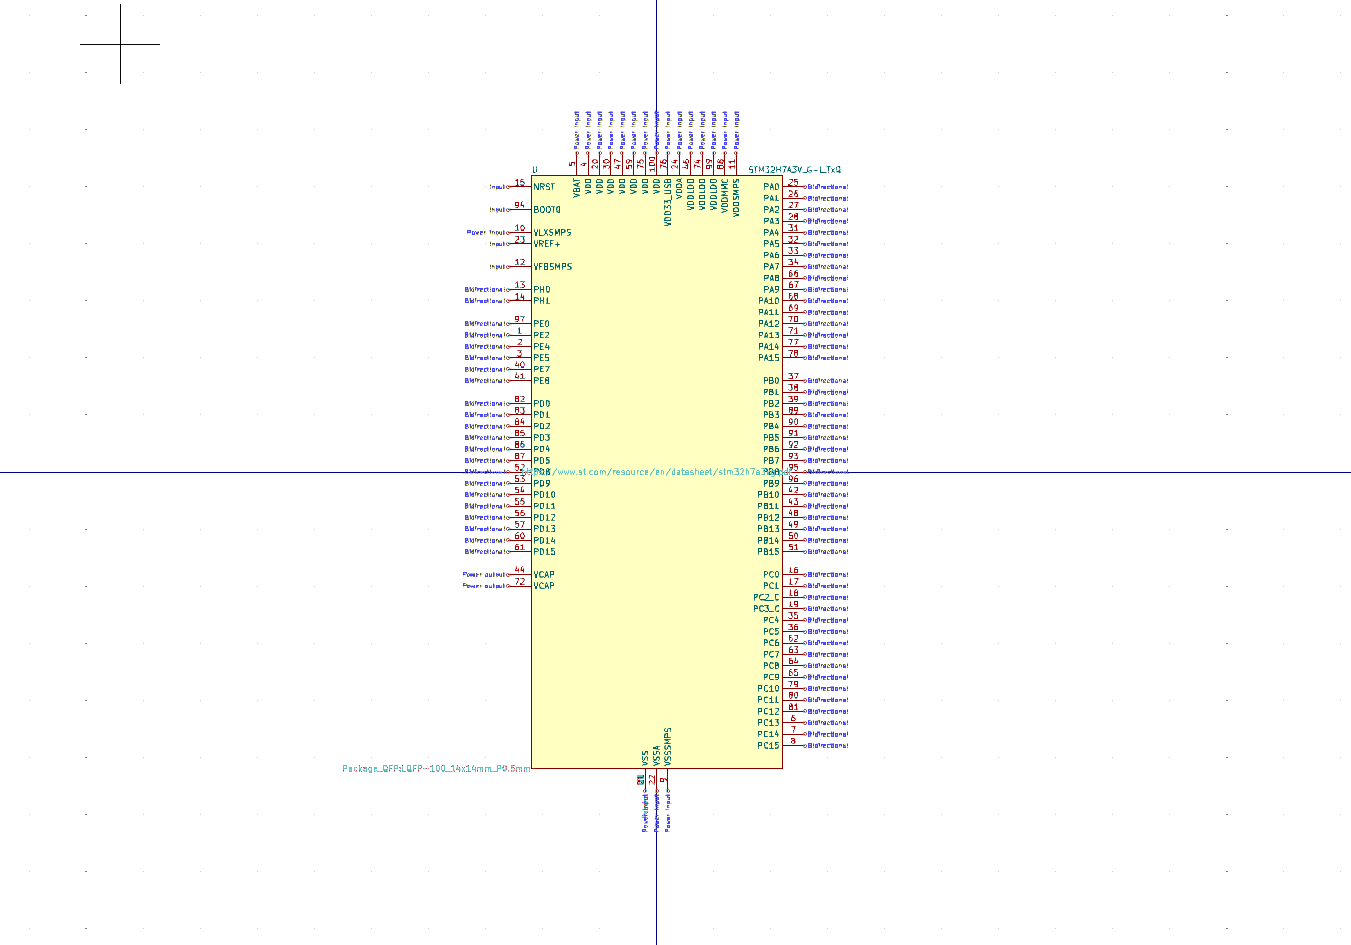 Power input Power input Power input Power input Power input Power input Power input Power input Power input Power input Power input Power input Power input Power input Power input
5 4 20 30 47 59 75 100 76 24 46 74 99 88 11
U STM32H7A3V_G-I_TxQ
VBAT VDD VDD VDD VDD VDD VDD VDD VDD33_USB VDDA VDDLDO VDDLDO VDDLDO VDDMMC VDDSMPS
Input 15 NRST PA0 25 Bidirectional
PA1 26 Bidirectional
Input 94 BOOT0 PA2 27 Bidirectional
PA3 28 Bidirectional
Power input 10 VLXSMPS PA4 31 Bidirectional
Input 23 VREF+ PA5 32 Bidirectional
PA6 33 Bidirectional
Input 12 VFBSMPS PA7 34 Bidirectional
PA8 66 Bidirectional
Bidirectional 13 PH0 PA9 67 Bidirectional
Bidirectional 14 PH1 PA10 68 Bidirectional
PA11 69 Bidirectional
Bidirectional 97 PE0 PA12 70 Bidirectional
Bidirectional 1 PE2 PA13 71 Bidirectional
Bidirectional 2 PE4 PA14 77 Bidirectional
Bidirectional 3 PE5 PA15 78 Bidirectional
Bidirectional 40 PE7
Bidirectional 41 PE8 PB0 37 Bidirectional
PB1 38 Bidirectional
Bidirectional 82 PD0 PB2 39 Bidirectional
Bidirectional 83 PD1 PB3 89 Bidirectional
Bidirectional 84 PD2 PB4 90 Bidirectional
Bidirectional 85 PD3 PB5 91 Bidirectional
Bidirectional 86 PD4 PB6 92 Bidirectional
Bidirectional 87 PD5 PB7 93 Bidirectional
Bidirectional 52 PD8 PB8 95 Bidirectional
Bidirectional 53 PD9 PB9 96 Bidirectional
Bidirectional 54 PD10 PB10 42 Bidirectional
Bidirectional 55 PD11 PB11 43 Bidirectional
Bidirectional 56 PD12 PB12 48 Bidirectional
Bidirectional 57 PD13 PB13 49 Bidirectional
Bidirectional 60 PD14 PB14 50 Bidirectional
Bidirectional 61 PD15 PB15 51 Bidirectional
Power output 44 VCAP PC0 16 Bidirectional
Power output 72 VCAP PC1 17 Bidirectional
PC2_C 18 Bidirectional
PC3_C 19 Bidirectional
PC4 35 Bidirectional
PC5 36 Bidirectional
PC6 62 Bidirectional
PC7 63 Bidirectional
PC8 64 Bidirectional
PC9 65 Bidirectional
PC10 79 Bidirectional
PC11 80 Bidirectional
PC12 81 Bidirectional
PC13 6 Bidirectional
PC14 7 Bidirectional
PC15 8 Bidirectional
VSS VSSA VSSSMPS
Package_QFP:LQFP-100_14x14mm_P0.5mm
22 9
Power input Power input